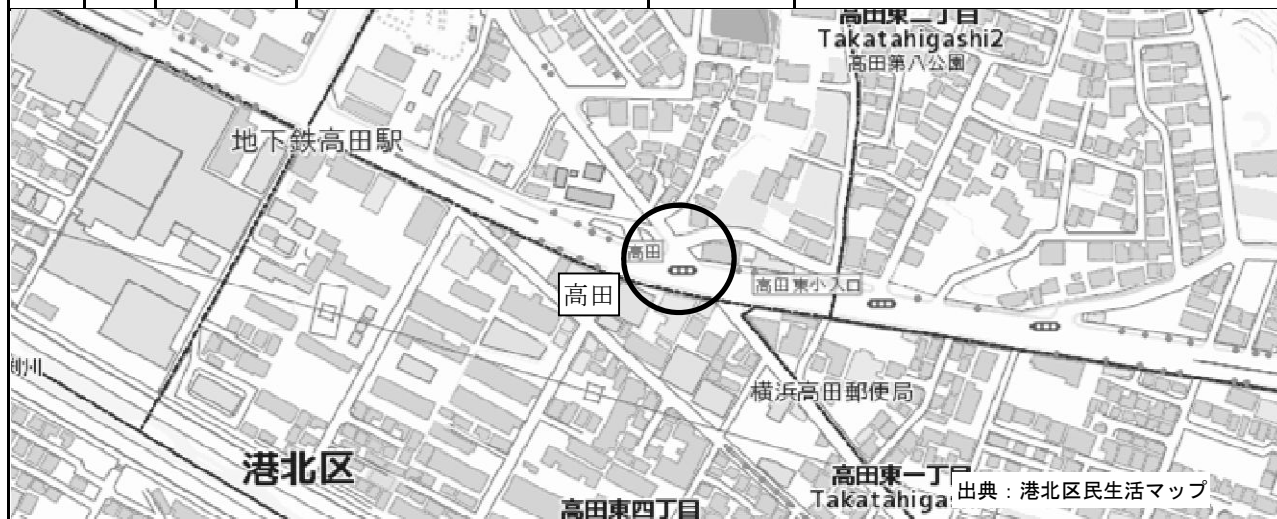 高田東二丁目
Takatahigashi2
高田第八公園
地下鉄高田駅
高田
高田東小入口
高田
横浜高田郵便局
港北区
高田東一丁目
高田東四丁目
出典：港北区民生活マップ